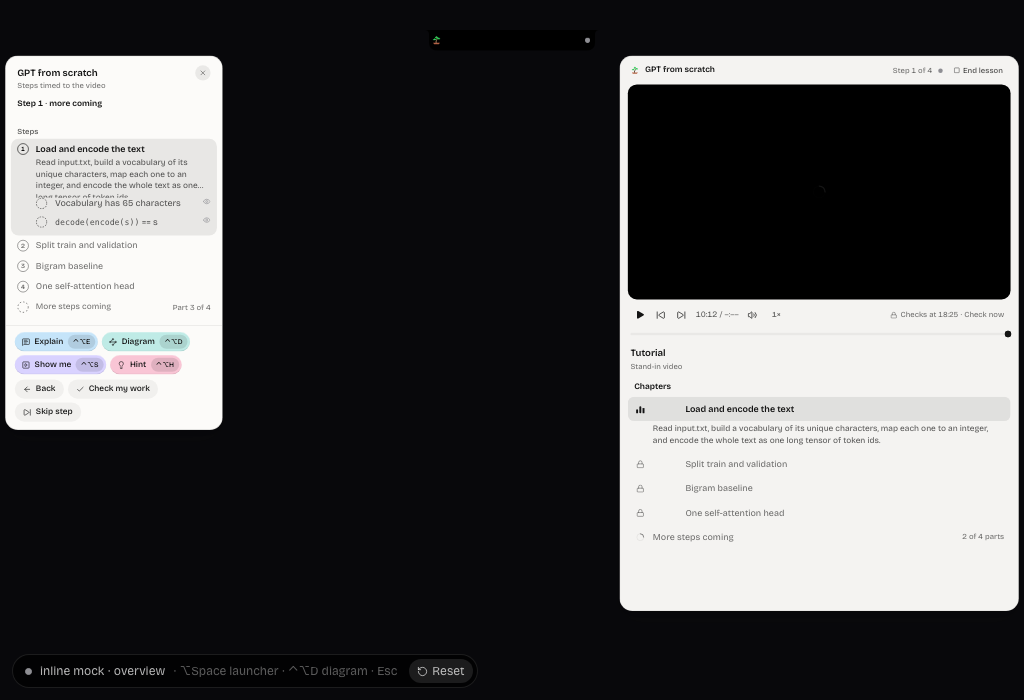 GPT from scratch
Steps timed to the video
Step 1 · more coming
Steps
1 Load and encode the text
Read input.txt, build a vocabulary of its
unique characters, map each one to an
integer, and encode the whole text as one...
long tensor of token ids.
Vocabulary has 65 characters
decode(encode(s)) == s
2 Split train and validation
3 Bigram baseline
4 One self-attention head
More steps coming Part 3 of 4
Explain ^⌥E Diagram ^⌥D
Show me ^⌥S Hint ^⌥H
Back Check my work
Skip step
GPT from scratch Step 1 of 4 End lesson
10:12 / -:-- 1× Checks at 18:25 · Check now
Tutorial
Stand-in video
Chapters
Load and encode the text
Read input.txt, build a vocabulary of its unique characters, map each one to an integer,
and encode the whole text as one long tensor of token ids.
Split train and validation
Bigram baseline
One self-attention head
More steps coming 2 of 4 parts
inline mock · overview · ⌥Space launcher · ^⌥D diagram · Esc Reset